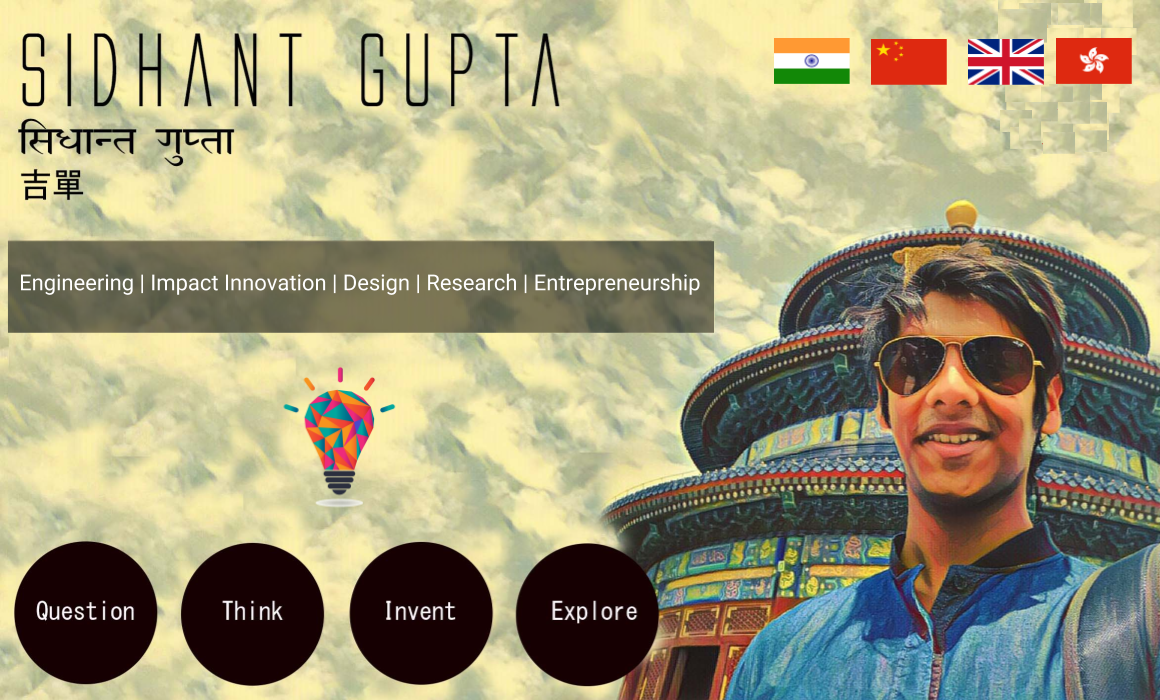 SIDHANT GUPTA
सिधान्त गुप्ता
吉單
Engineering | Impact Innovation | Design | Research | Entrepreneurship
Question
Think
Invent
Explore